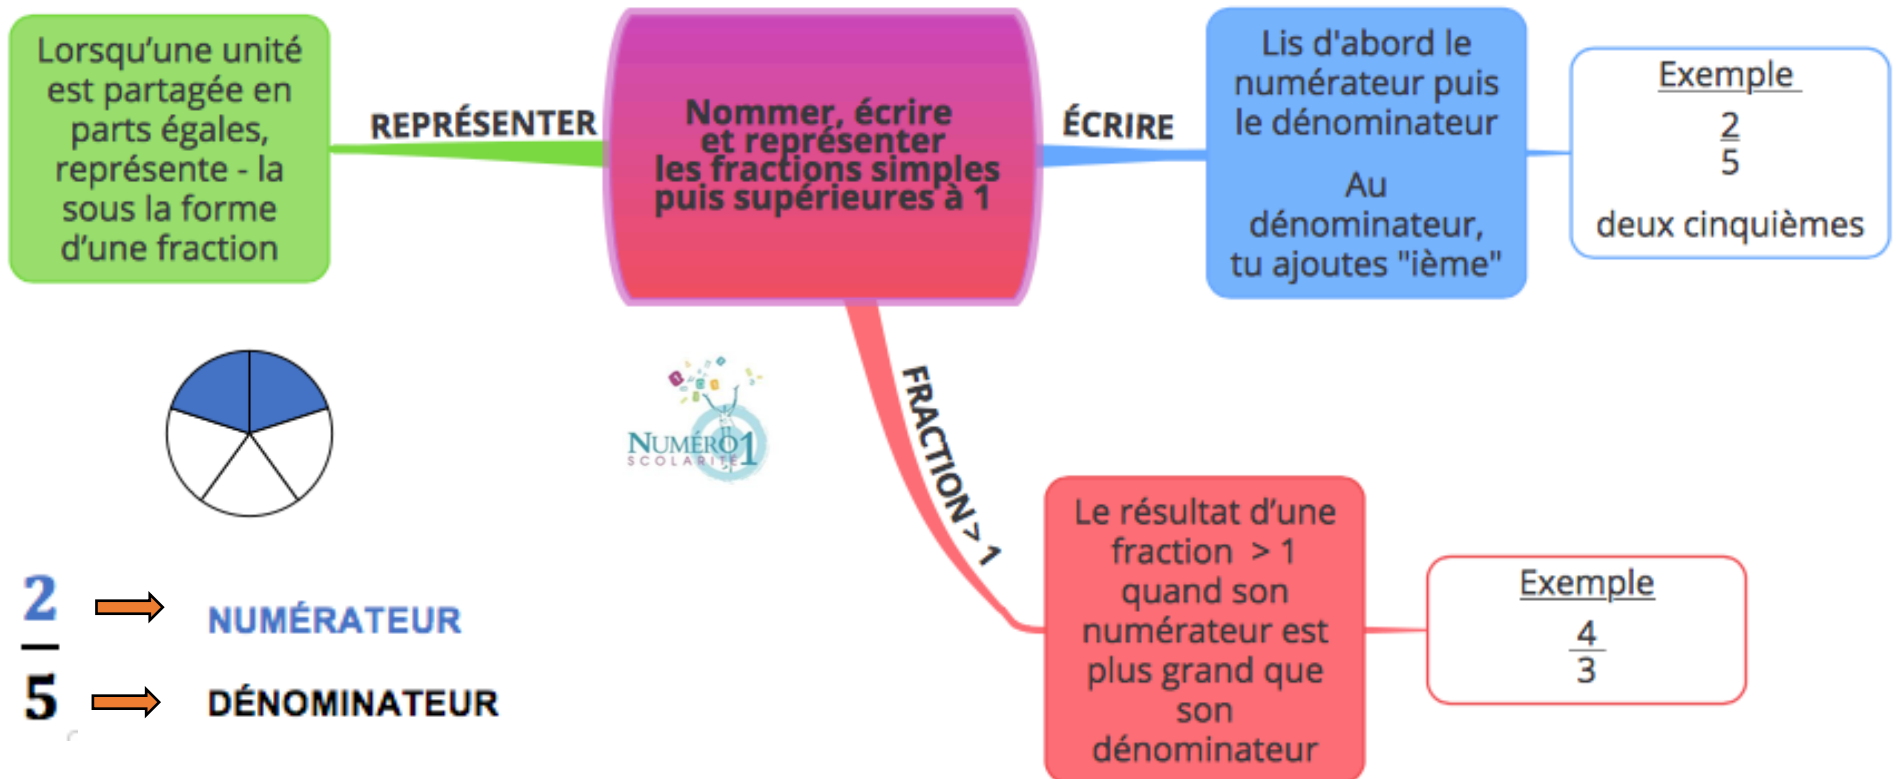 Lorsqu’une unité
est partagée en
parts égales,
représente - la
sous la forme
d’une fraction
REPRÉSENTER
Nommer, écrire
et représenter
les fractions simples
puis supérieures à 1
ÉCRIRE
Lis d'abord le
numérateur puis
le dénominateur
Au
dénominateur,
tu ajoutes "ième"
Exemple
2
5
deux cinquièmes
NUMÉRO 1
SCOLARITÉ
FRACTION > 1
Le résultat d’une
fraction > 1
quand son
numérateur est
plus grand que
son
dénominateur
Exemple
4
3
2
NUMÉRATEUR
5
DÉNOMINATEUR